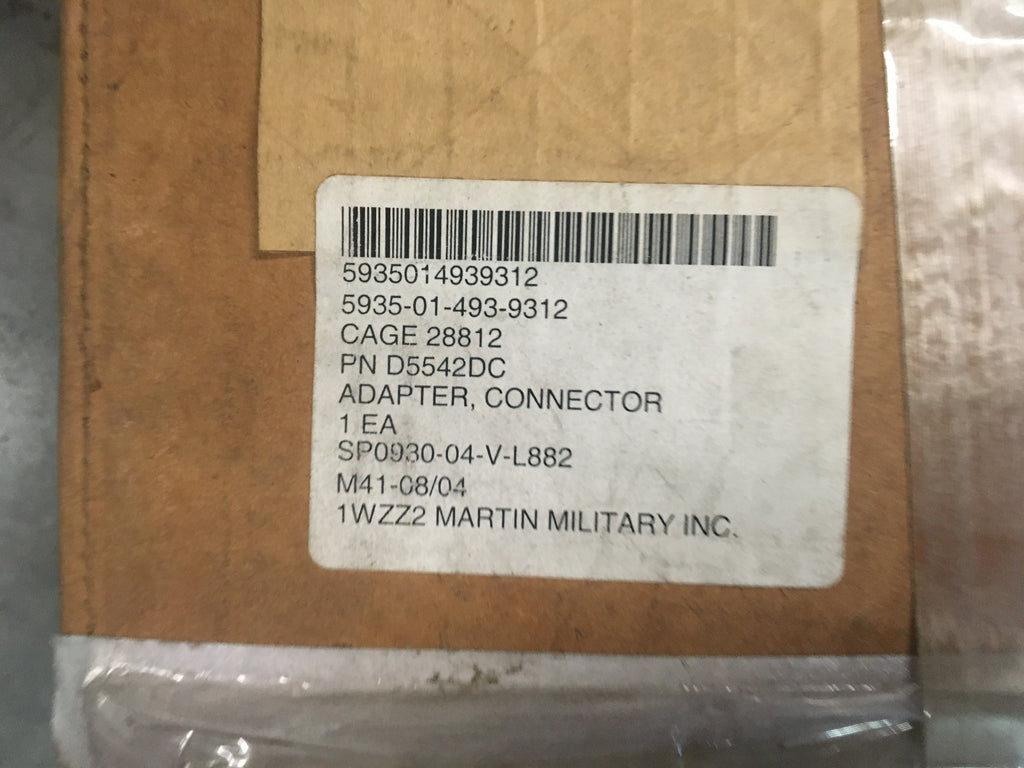 5935014939312
5935-01-493-9312
CAGE 28812
PN D5542DC
ADAPTER, CONNECTOR
1 EA
SP0930-04-V-L882
M41-08/04
1WZZ2 MARTIN MILITARY INC.